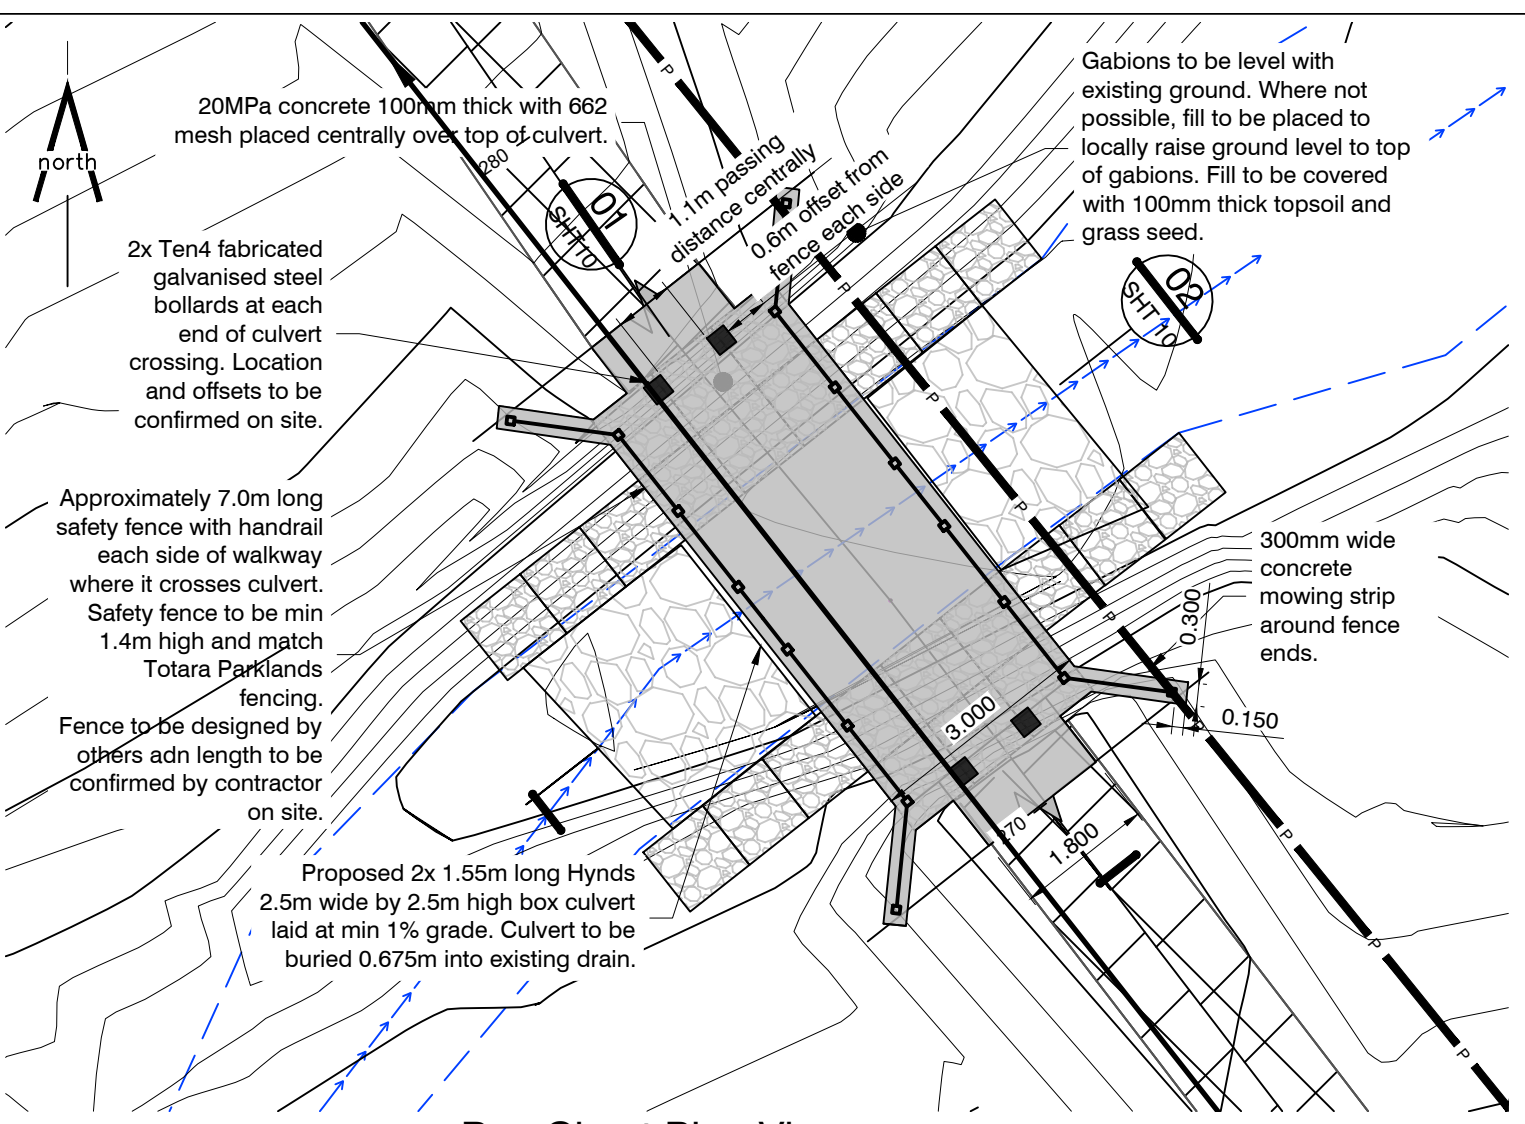 north
20MPa concrete 100mm thick with 662
mesh placed centrally over top of culvert.
Gabions to be level with
existing ground. Where not
possible, fill to be placed to
locally raise ground level to top
of gabions. Fill to be covered
with 100mm thick topsoil and
grass seed.
P
280
01
SHT10
1.1m passing
distance centrally
0.6m offset from
fence each side
2x Ten4 fabricated
galvanised steel
bollards at each
end of culvert
crossing. Location
and offsets to be
confirmed on site.
P
02
SHT10
P
Approximately 7.0m long
safety fence with handrail
each side of walkway
where it crosses culvert.
Safety fence to be min
1.4m high and match
Totara Parklands
fencing.
Fence to be designed by
others adn length to be
confirmed by contractor
on site.
P
300mm wide
concrete
mowing strip
around fence
ends.
P
0.300
0.150
3.000
P
270
1.800
P
Proposed 2x 1.55m long Hynds
2.5m wide by 2.5m high box culvert
laid at min 1% grade. Culvert to be
buried 0.675m into existing drain.
P
P